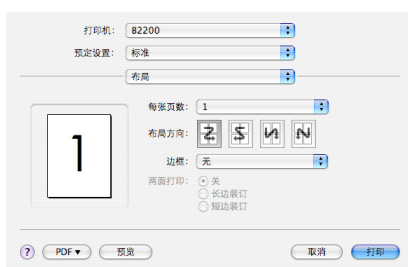 打印机: B2200
预定设置: 标准
布局
每张页数: 1
布局方向:
边框: 无
两面打印: 关
长边装订
短边装订
1
? PDF▼ 预览 取消 打印